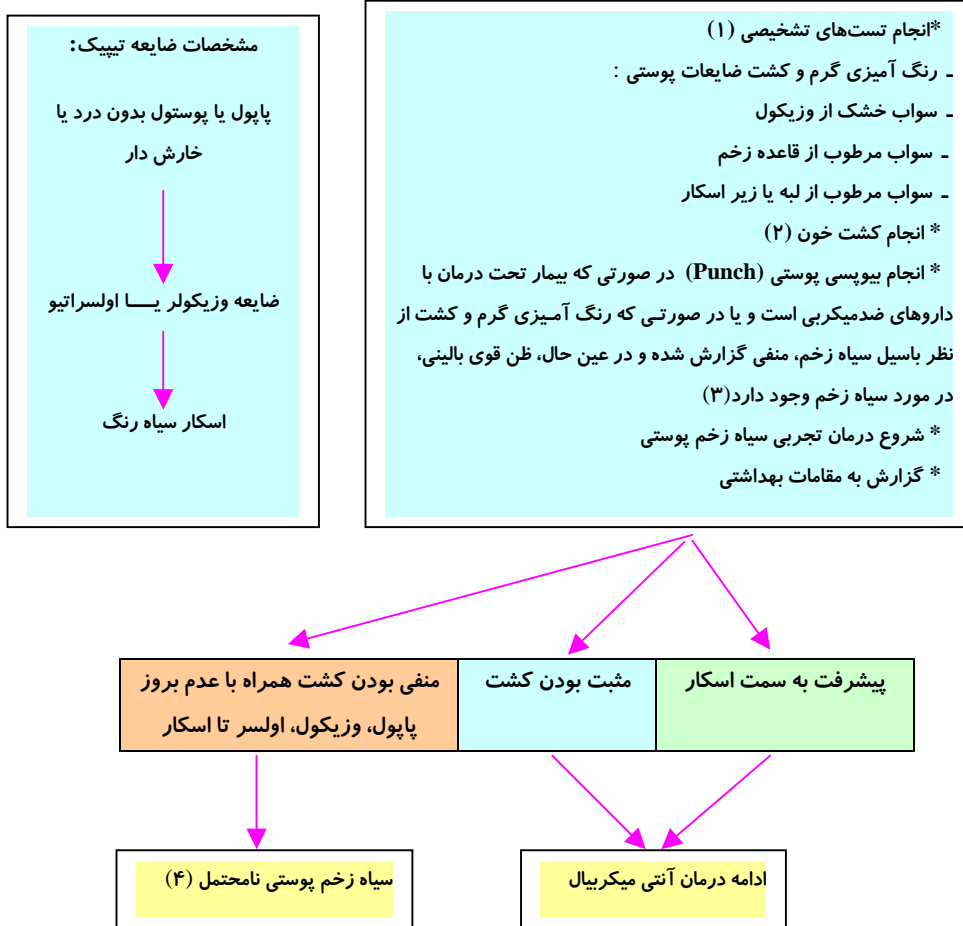 *انجام تست‌های تشخیصی (۱)
ـ رنگ آمیزی گرم و کشت ضایعات پوستی :
ـ سواب خشک از وزیکول
ـ سواب مرطوب از قاعده زخم
ـ سواب مرطوب از لبه یا زیر اسکار
* انجام کشت خون (۲)
* انجام بیوپسی پوستی (Punch) در صورتی که بیمار تحت درمان با
داروهای ضدمیکربی است و یا در صورتـی که رنگ آمـیزی گرم و کشت از
نظر باسیل سیاه زخم، منفی گزارش شده و در عین حال، ظن قوی بالینی،
در مورد سیاه زخم وجود دارد(۳)
* شروع درمان تجربی سیاه زخم پوستی
* گزارش به مقامات بهداشتی
مشخصات ضایعه تیپیک:
پاپول یا پوستول بدون درد یا
خارش دار
ضایعه وزیکولر یــــا اولسراتیو
اسکار سیاه رنگ
پیشرفت به سمت اسکار
مثبت بودن کشت
منفی بودن کشت همراه با عدم بروز
پاپول، وزیکول، اولسر تا اسکار
ادامه درمان آنتی میکربیال
سیاه زخم پوستی نامحتمل (۴)